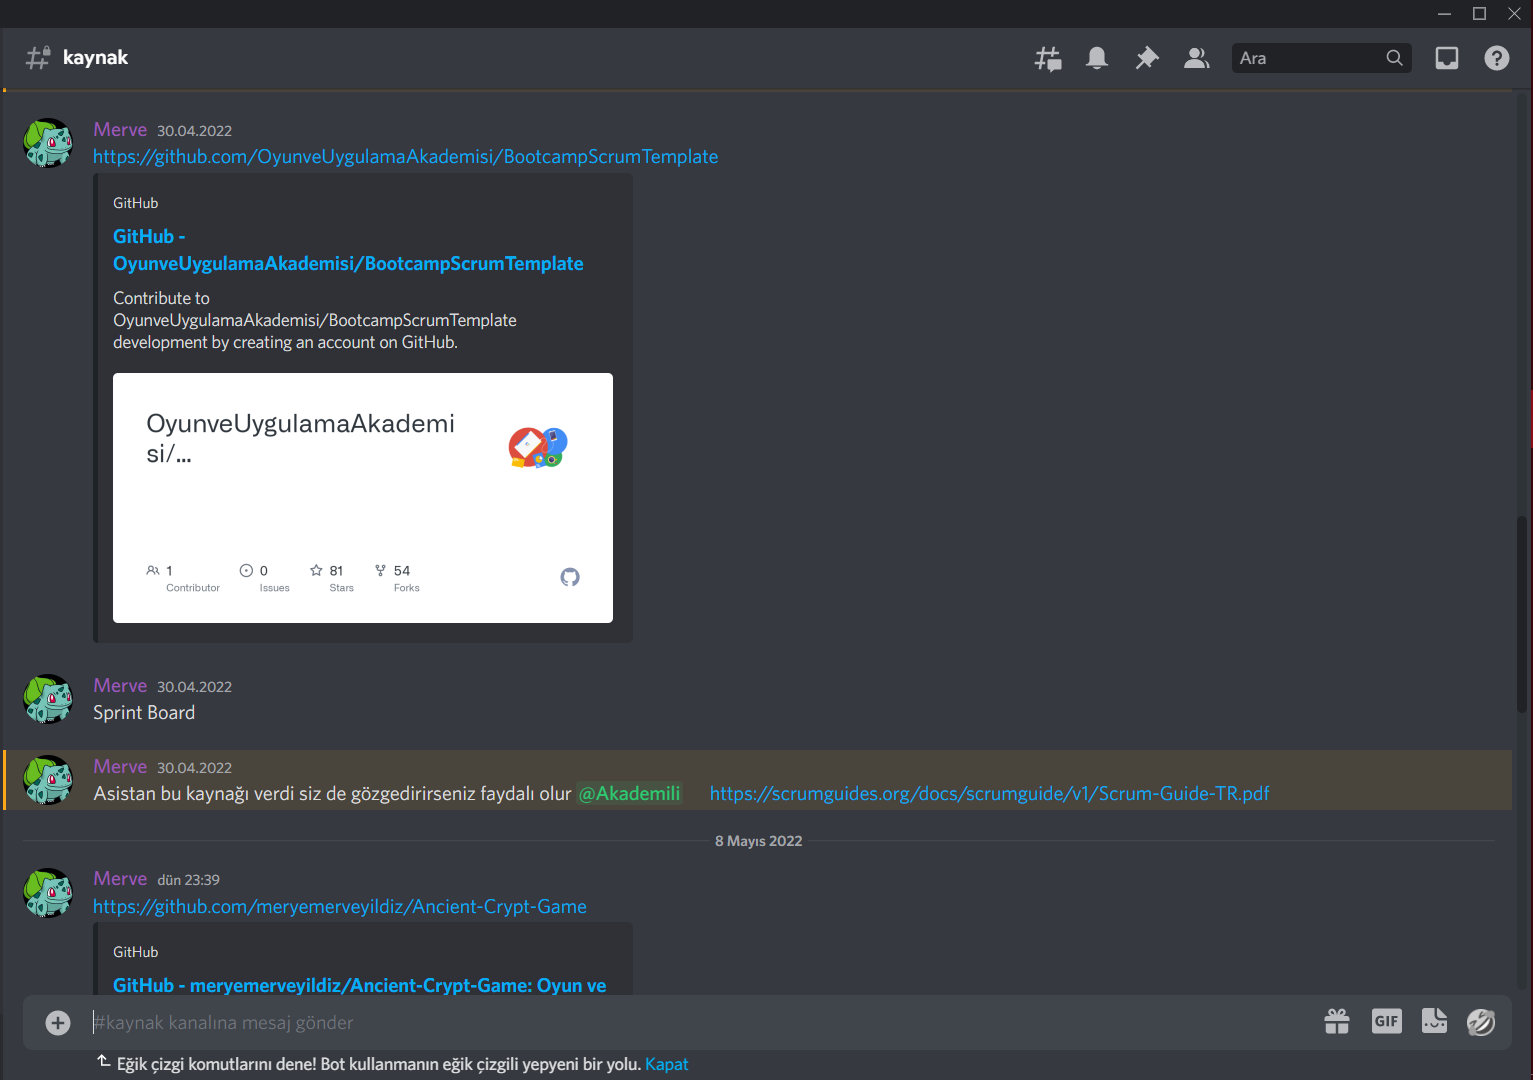 kaynak
Ara
Merve 30.04.2022
https://github.com/OyunveUygulamaAkademisi/BootcampScrumTemplate
GitHub
GitHub -
OyunveUygulamaAkademisi/BootcampScrumTemplate
Contribute to
OyunveUygulamaAkademisi/BootcampScrumTemplate
development by creating an account on GitHub.
OyunveUygulamaAkademi
si/...
1 0 81 54
Contributor Issues Stars Forks
Merve 30.04.2022
Sprint Board
Merve 30.04.2022
Asistan bu kaynağı verdi siz de gözgedirirseniz faydalı olur @Akademili https://scrumguides.org/docs/scrumguide/v1/Scrum-Guide-TR.pdf
8 Mayıs 2022
Merve dün 23:39
https://github.com/meryemerveyildiz/Ancient-Crypt-Game
GitHub
GitHub - meryemerveyildiz/Ancient-Crypt-Game: Oyun ve
#kaynak kanalına mesaj gönder
GIF
Eğik çizgi komutlarını dene! Bot kullanmanın eğik çizgili yepyeni bir yolu. Kapat